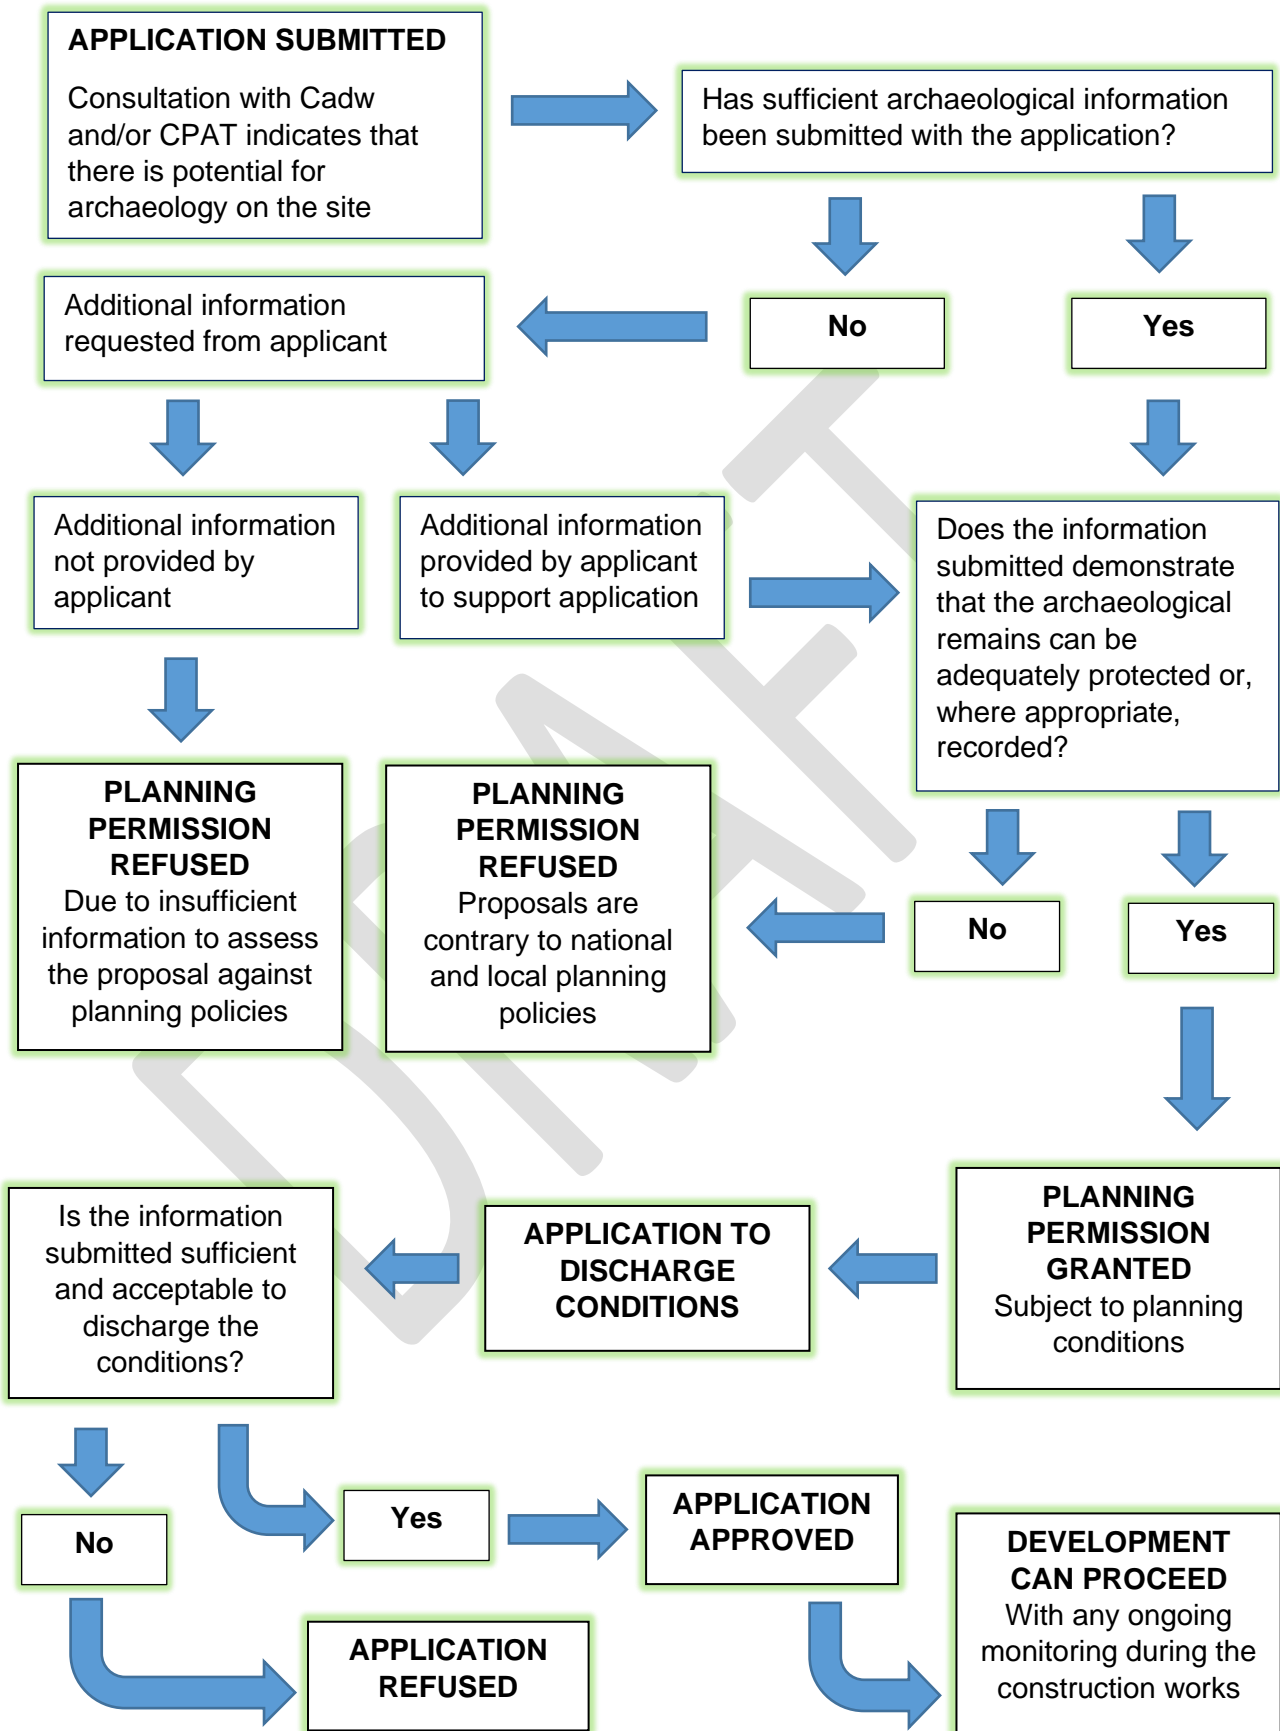 APPLICATION SUBMITTED
Consultation with Cadw
and/or CPAT indicates that
there is potential for
archaeology on the site
Has sufficient archaeological information
been submitted with the application?
No
Yes
Additional information
requested from applicant
Additional information
not provided by
applicant
Additional information
provided by applicant
to support application
Does the information
submitted demonstrate
that the archaeological
remains can be
adequately protected or,
where appropriate,
recorded?
PLANNING
PERMISSION
REFUSED
Due to insufficient
information to assess
the proposal against
planning policies
PLANNING
PERMISSION
REFUSED
Proposals are
contrary to national
and local planning
policies
No
Yes
PLANNING
PERMISSION
GRANTED
Subject to planning
conditions
APPLICATION TO
DISCHARGE
CONDITIONS
Is the information
submitted sufficient
and acceptable to
discharge the
conditions?
No
Yes
APPLICATION
APPROVED
APPLICATION
REFUSED
DEVELOPMENT
CAN PROCEED
With any ongoing
monitoring during the
construction works
DRAFT